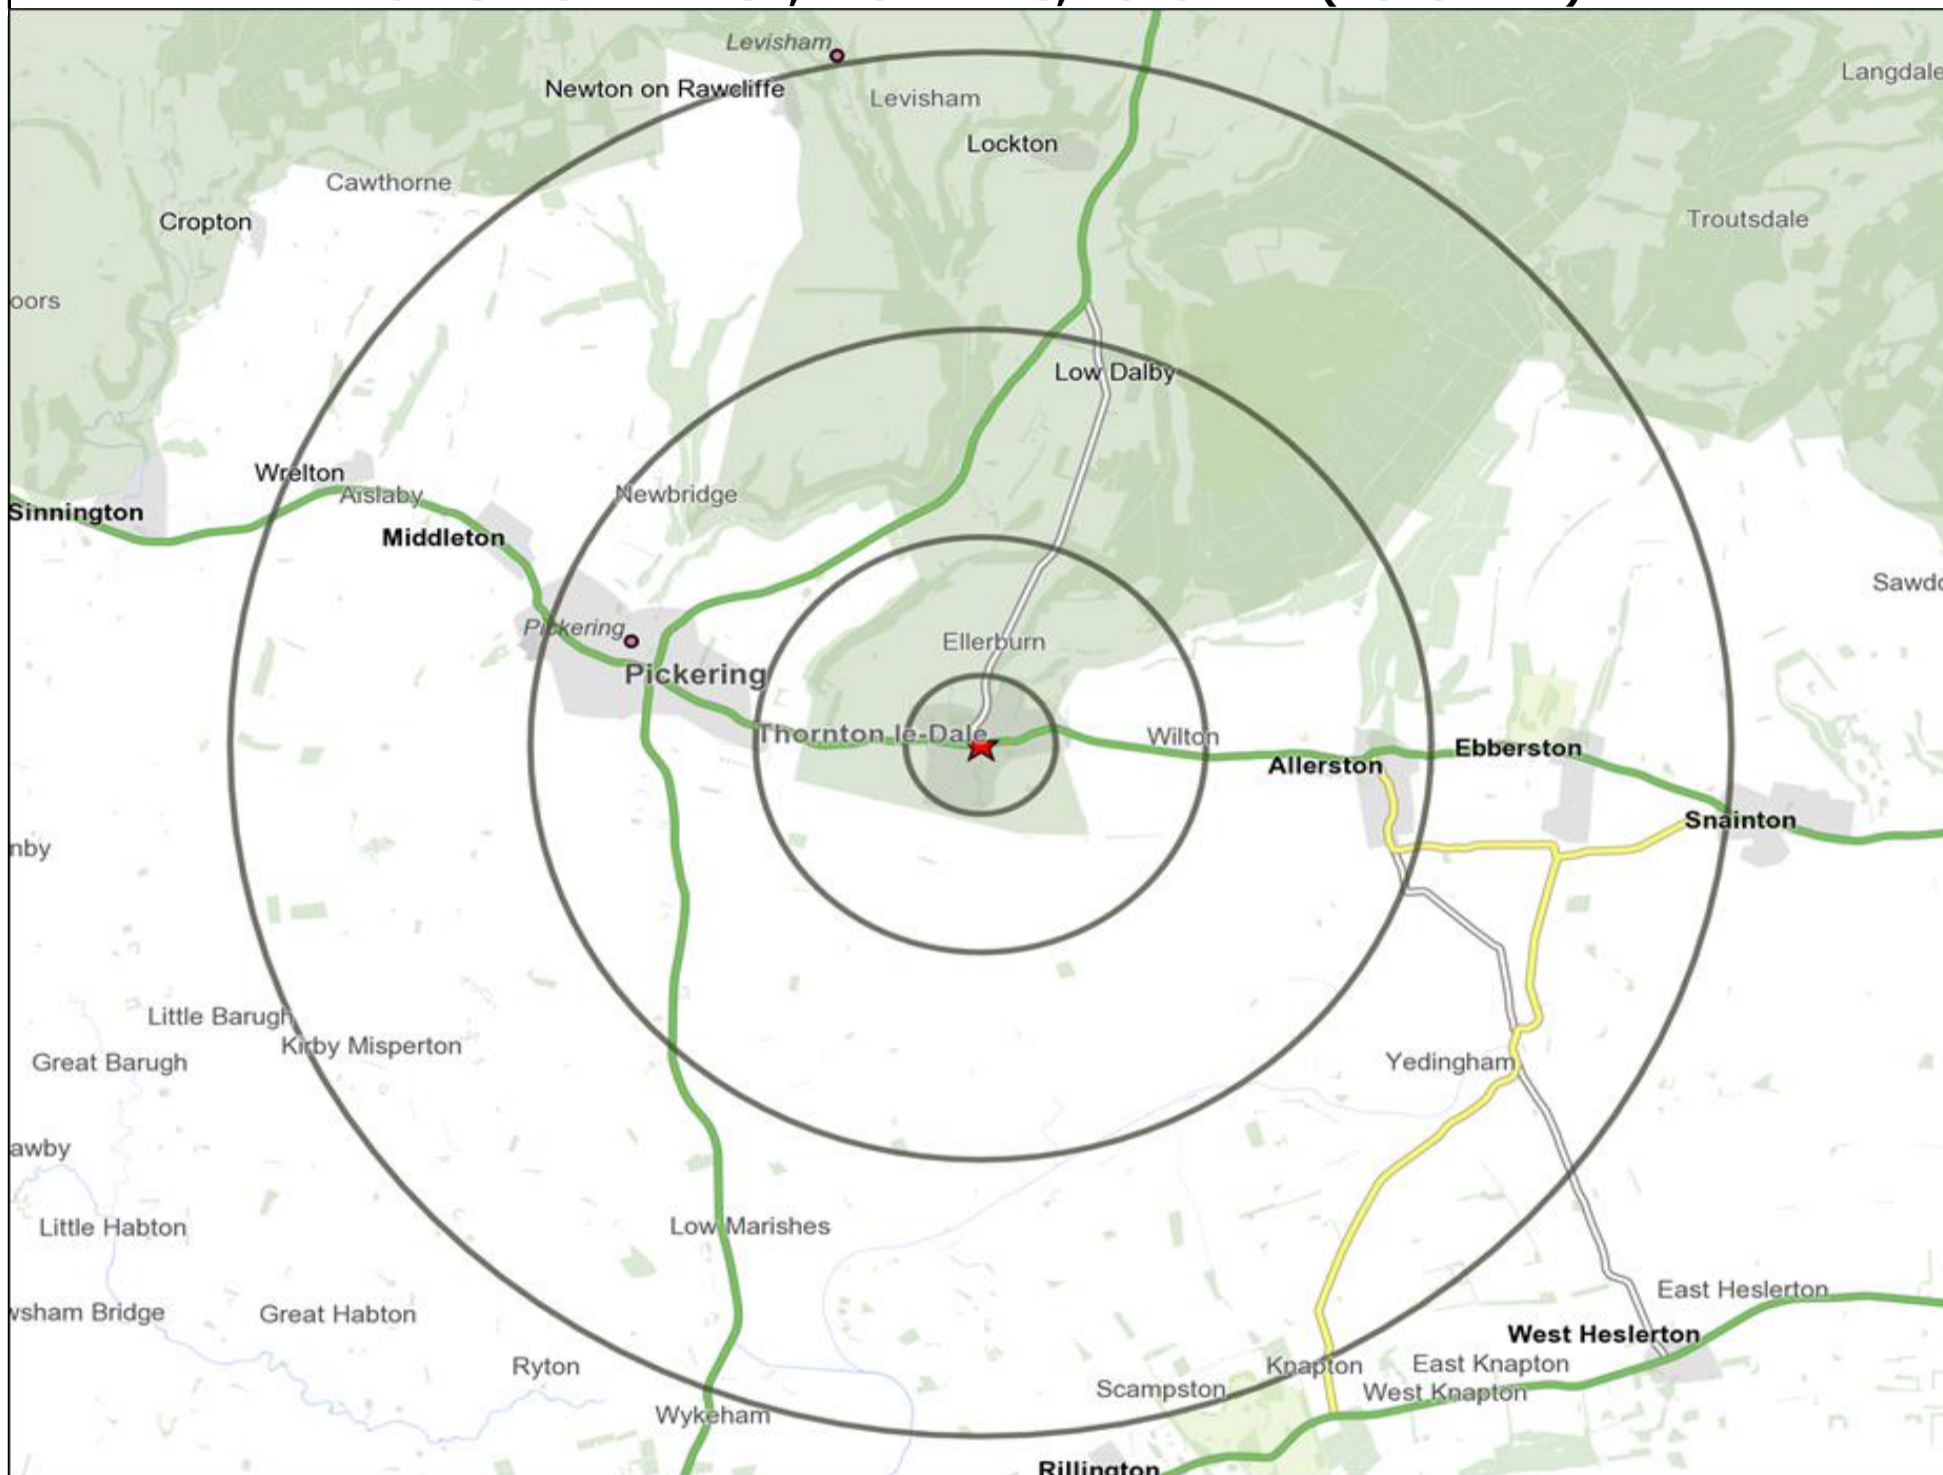 Levisham
Langdale
Newton on Rawcliffe
Levisham
Lockton
Cawthorne
Cropton
Troutsdale
oors
Low Dalby
Wrelton
Aislaby
Newbridge
Sinnington
Middleton
Sawdo
Pickering
Ellerburn
Pickering
Thornton le-Dale
Wilton
Ebberston
Allerston
Snainton
nby
Little Barugh
Kirby Misperton
Great Barugh
Yedingham
awby
Low Marishes
Little Habton
East Heslerton
wsham Bridge
Great Habton
West Heslerton
Ryton
Knapton
East Knapton
Scampston
West Knapton
Wykeham
Rillington